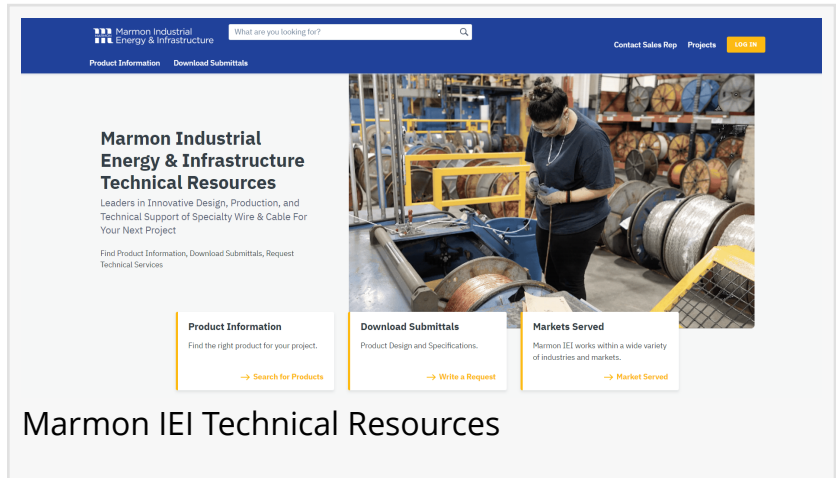 Marmon Industrial
Energy & Infrastructure
What are you looking for?
Contact Sales Rep
Projects
LOG IN
Product Information
Download Submittals
Marmon Industrial
Energy & Infrastructure
Technical Resources
Leaders in Innovative Design, Production, and
Technical Support of Specialty Wire & Cable For
Your Next Project
Find Product Information, Download Submittals, Request
Technical Services
Product Information
Find the right product for your project.
→ Search for Products
Download Submittals
Product Design and Specifications.
→ Write a Request
Markets Served
Marmon IEI works within a wide variety
of industries and markets.
→ Market Served
Marmon IEI Technical Resources